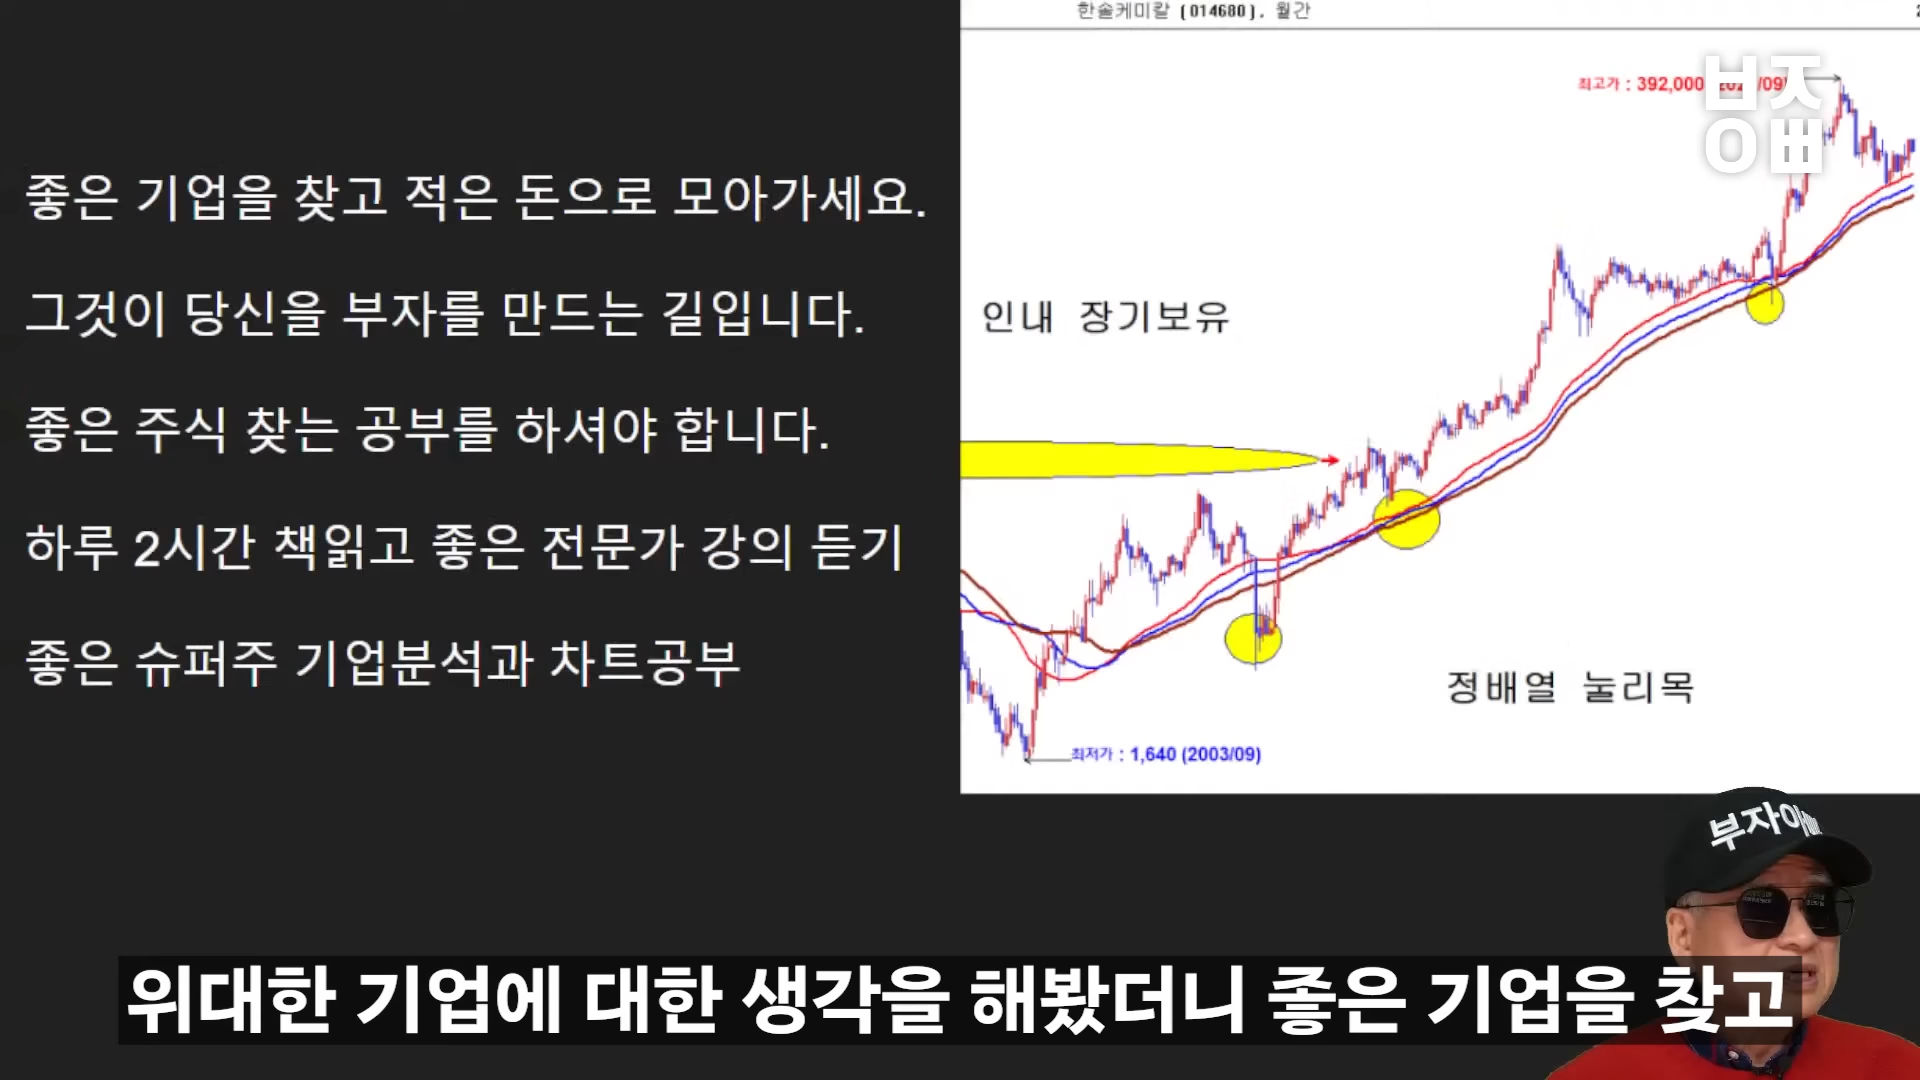 한솔케미칼 (014680), 월간
좋은 기업을 찾고 적은 돈으로 모아가세요.
그것이 당신을 부자를 만드는 길입니다.
좋은 주식 찾는 공부를 하셔야 합니다.
하루 2시간 책읽고 좋은 전문가 강의 듣기
좋은 슈퍼주 기업분석과 차트공부
최고가 : 392,000
인내 장기보유
정배열 눌리목
최저가 : 1,640 (2003/09)
위대한 기업에 대한 생각을 해봤더니 좋은 기업을 찾고